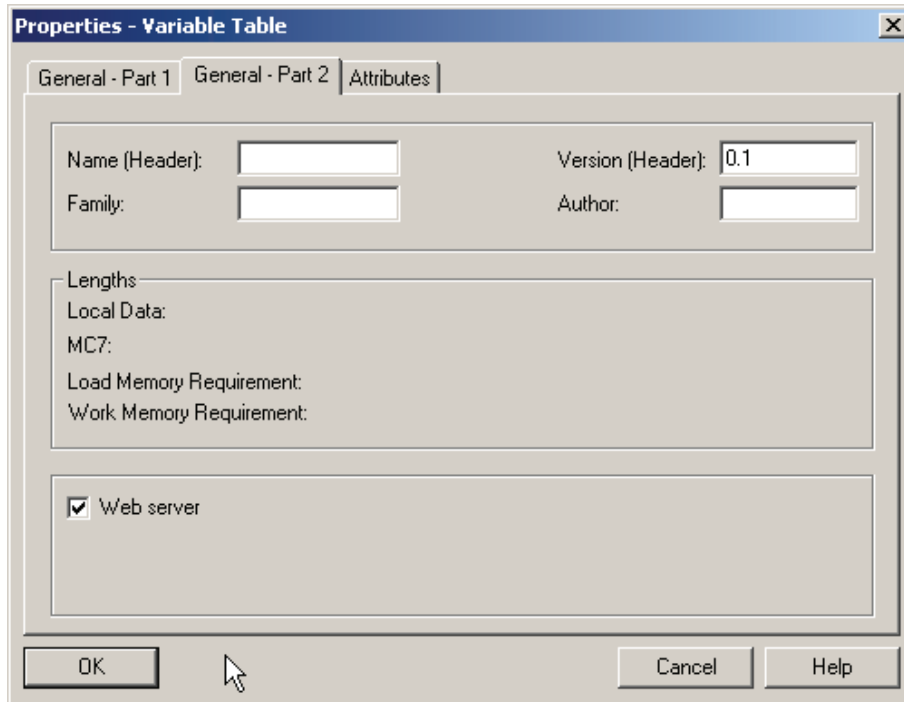 Properties - Variable Table
General - Part 1 General - Part 2 Attributes
Name (Header): Version (Header): 0.1
Family: Author:
Lengths
Local Data:
MC7:
Load Memory Requirement:
Work Memory Requirement:
Web server
OK Cancel Help